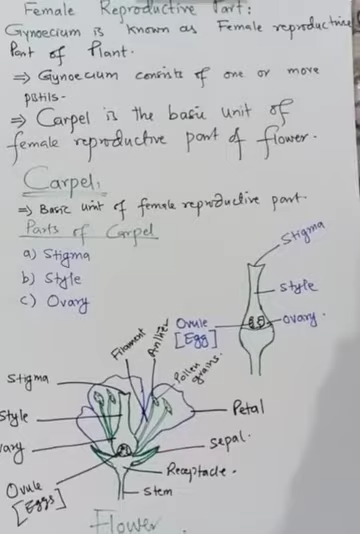 Female Reproductive Part:
Gynoecium is known as Female reproductive
Part of Plant.
⇒ Gynoecium consists of one or more
pistils.
⇒ Carpel is the basic unit of
female reproductive part of flower.
Carpel:
⇒ Basic unit of female reproductive part.
Parts of Carpel
a) Stigma
b) Style
c) Ovary
Stigma
Style
Ovary.
Ovule
[Egg]
Filament
Anther
Pollen
grains.
Stigma
Style
vary
Ovule
[Eggs]
Petal
Sepal.
Receptacle.
Stem
Flower